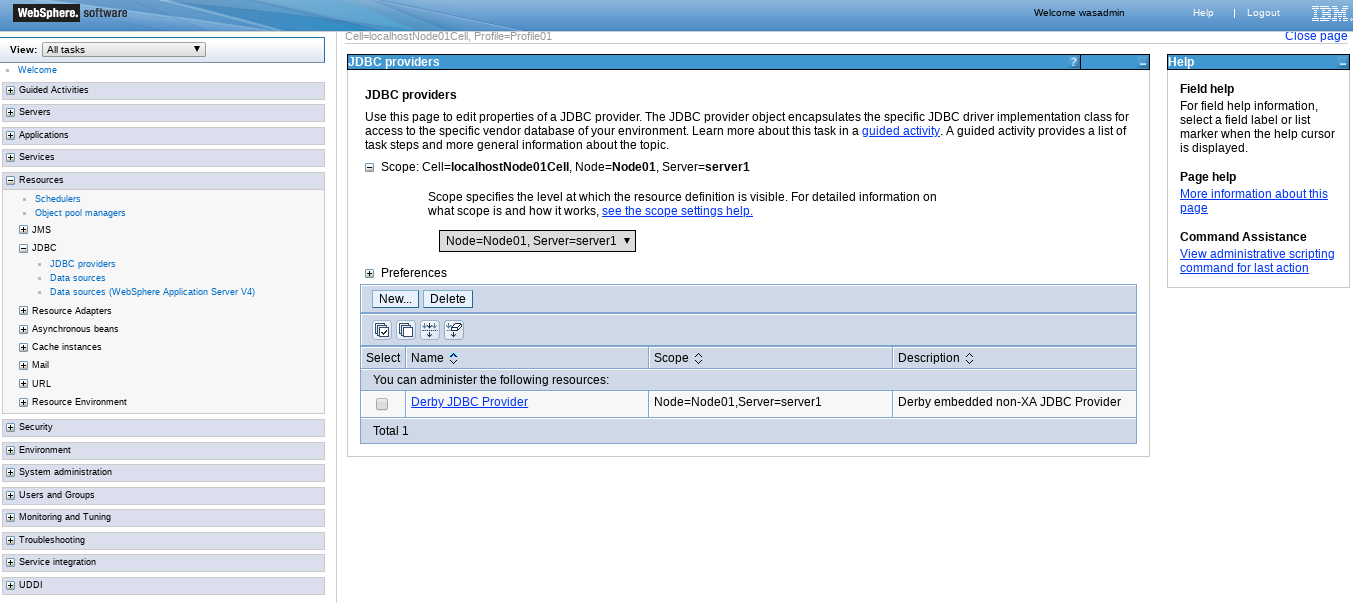 WebSphere. software
Welcome wasadmin
Help | Logout
IBM.
View: All tasks
Welcome
Guided Activities
Servers
Applications
Services
Resources
Schedulers
Object pool managers
JMS
JDBC
JDBC providers
Data sources
Data sources (WebSphere Application Server V4)
Resource Adapters
Asynchronous beans
Cache instances
Mail
URL
Resource Environment
Security
Environment
System administration
Users and Groups
Monitoring and Tuning
Troubleshooting
Service integration
UDDI
Cell=localhostNode01Cell, Profile=Profile01
Close page
JDBC providers
?
JDBC providers
Use this page to edit properties of a JDBC provider. The JDBC provider object encapsulates the specific JDBC driver implementation class for
access to the specific vendor database of your environment. Learn more about this task in a guided activity. A guided activity provides a list of
task steps and more general information about the topic.
Scope: Cell=localhostNode01Cell, Node=Node01, Server=server1
Scope specifies the level at which the resource definition is visible. For detailed information on
what scope is and how it works, see the scope settings help.
Node=Node01, Server=server1
Preferences
New... Delete
Select Name Scope Description
You can administer the following resources:
Derby JDBC Provider Node=Node01,Server=server1 Derby embedded non-XA JDBC Provider
Total 1
Help
Field help
For field help information,
select a field label or list
marker when the help cursor
is displayed.
Page help
More information about this
page
Command Assistance
View administrative scripting
command for last action